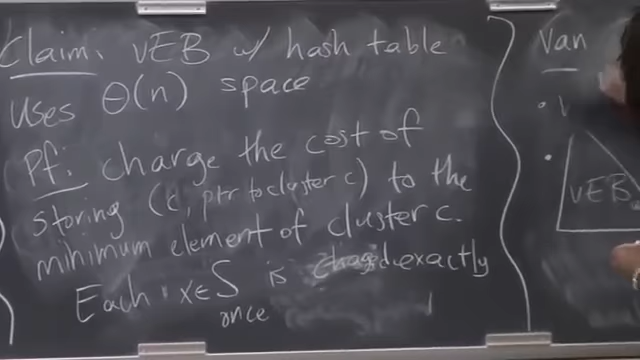 Claim: vEB w/ hash table
uses Θ(n) space
Pf: charge the cost of
storing (c, ptr to cluster c) to the
minimum element of cluster c.
Each x∈S is charged exactly
once
Van
vEB